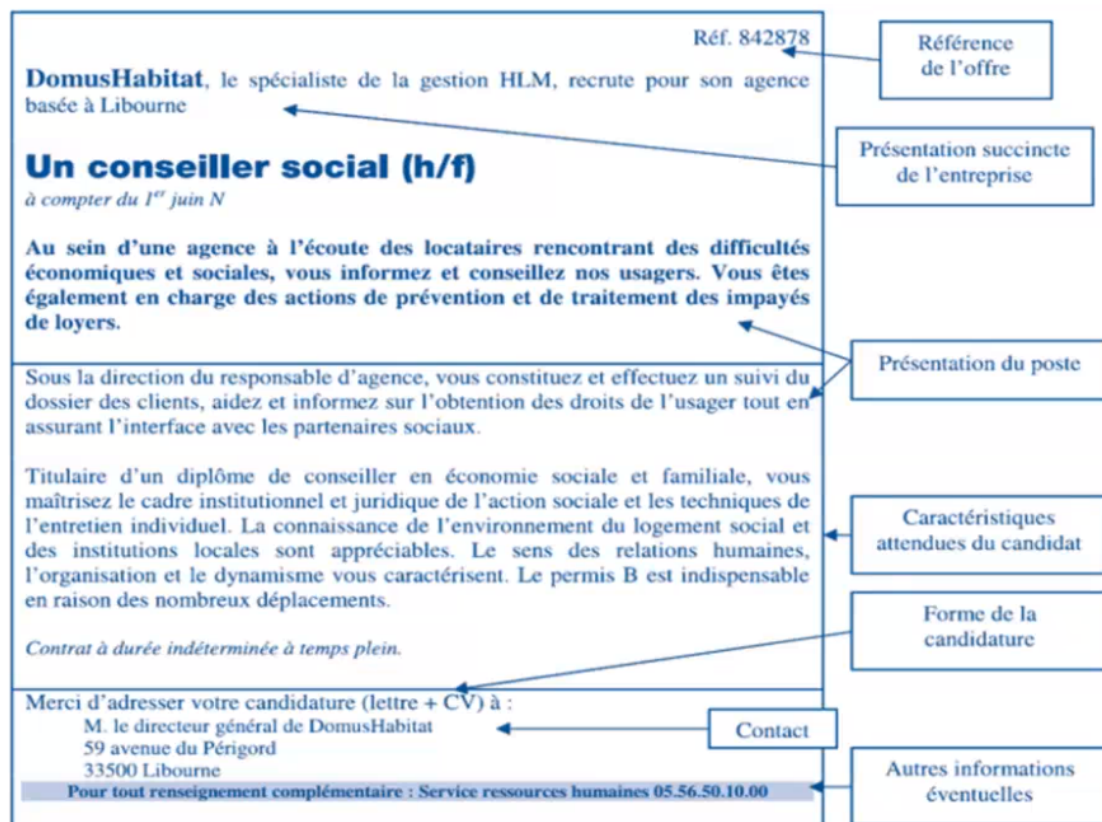 Réf. 842878
DomusHabitat, le spécialiste de la gestion HLM, recrute pour son agence
basée à Libourne
Un conseiller social (h/f)
à compter du 1er juin N
Au sein d'une agence à l'écoute des locataires rencontrant des difficultés
économiques et sociales, vous informez et conseillez nos usagers. Vous êtes
également en charge des actions de prévention et de traitement des impayés
de loyers.
Sous la direction du responsable d'agence, vous constituez et effectuez un suivi du
dossier des clients, aidez et informez sur l'obtention des droits de l'usager tout en
assurant l'interface avec les partenaires sociaux.
Titulaire d'un diplôme de conseiller en économie sociale et familiale, vous
maîtrisez le cadre institutionnel et juridique de l'action sociale et les techniques de
l'entretien individuel. La connaissance de l'environnement du logement social et
des institutions locales sont appréciables. Le sens des relations humaines,
l'organisation et le dynamisme vous caractérisent. Le permis B est indispensable
en raison des nombreux déplacements.
Contrat à durée indéterminée à temps plein.
Merci d'adresser votre candidature (lettre + CV) à :
M. le directeur général de DomusHabitat
59 avenue du Périgord
33500 Libourne
Pour tout renseignement complémentaire : Service ressources humaines 05.56.50.10.00
Référence
de l'offre
Présentation succincte
de l'entreprise
Présentation du poste
Caractéristiques
attendues du candidat
Forme de la
candidature
Contact
Autres informations
éventuelles